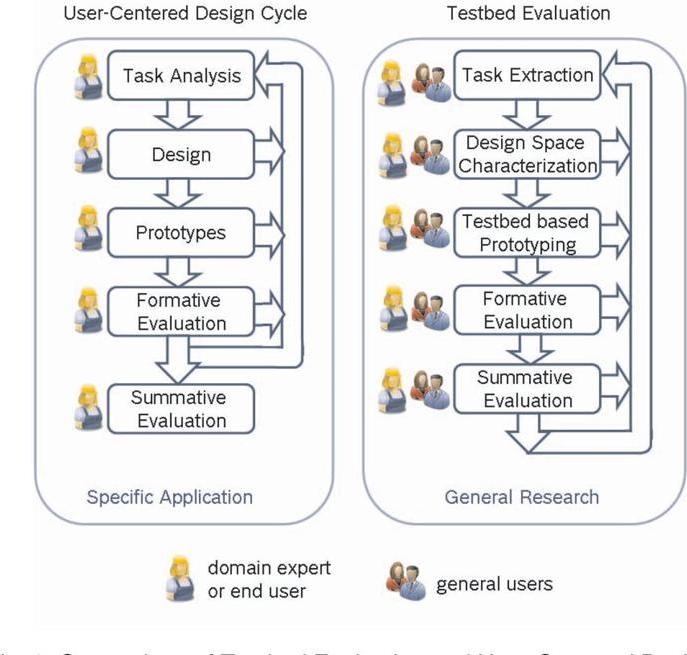 User-Centered Design Cycle
Task Analysis
Design
Prototypes
Formative
Evaluation
Summative
Evaluation
Specific Application
Testbed Evaluation
Task Extraction
Design Space
Characterization
Testbed based
Prototyping
Formative
Evaluation
Summative
Evaluation
General Research
domain expert
or end user
general users